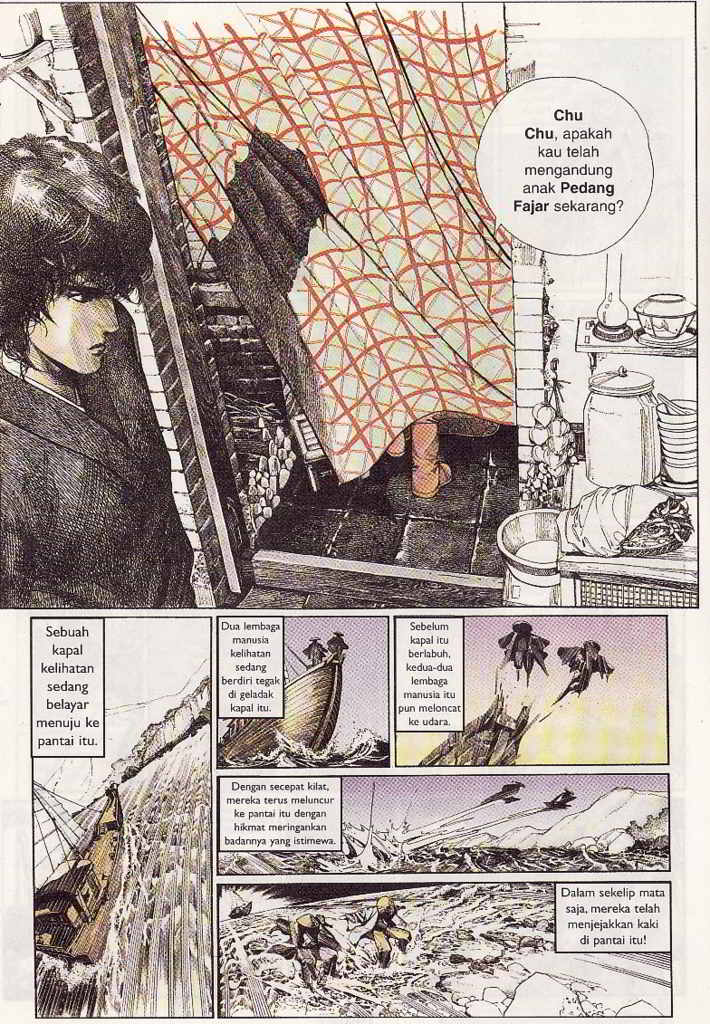 Chu
Chu, apakah
kau telah
mengandung
anak Pedang
Fajar sekarang?
Sebuah
kapal
kelihatan
sedang
belayar
menuju ke
pantai itu.
Dua lembaga
manusia
kelihatan
sedang
berdiri tegak
di geladak
kapal itu.
Sebelum
kapal itu
berlabuh,
kedua-dua
lembaga
manusia itu
pun meloncat
ke udara.
Dengan secepat kilat,
mereka terus meluncur
ke pantai itu dengan
hikmat meringankan
badannya yang istimewa.
Dalam sekelip mata
saja, mereka telah
menjejakkan kaki
di pantai itu!